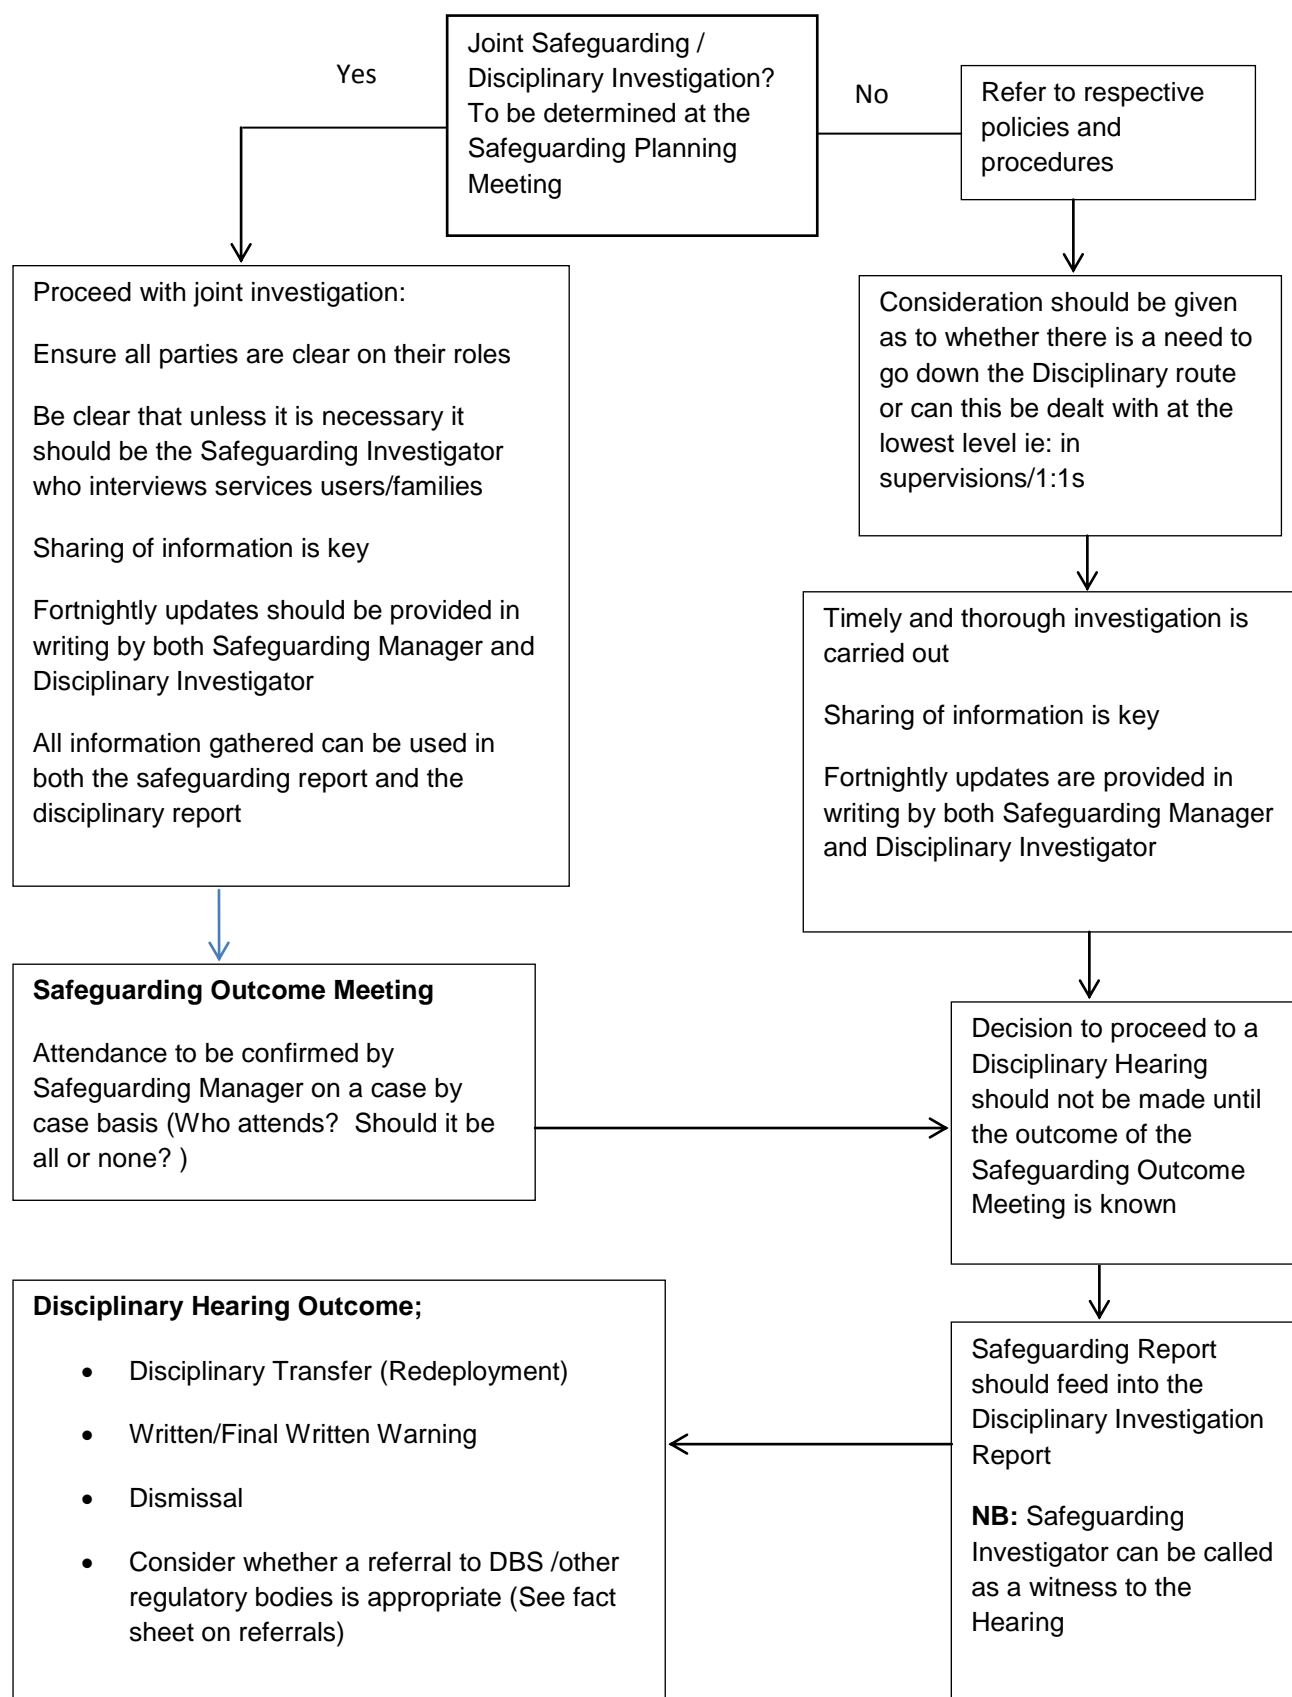 Joint Safeguarding /
Disciplinary Investigation?
To be determined at the
Safeguarding Planning
Meeting
Yes
No
Refer to respective
policies and
procedures
Proceed with joint investigation:
Ensure all parties are clear on their roles
Be clear that unless it is necessary it
should be the Safeguarding Investigator
who interviews services users/families
Sharing of information is key
Fortnightly updates should be provided in
writing by both Safeguarding Manager and
Disciplinary Investigator
All information gathered can be used in
both the safeguarding report and the
disciplinary report
Consideration should be given
as to whether there is a need to
go down the Disciplinary route
or can this be dealt with at the
lowest level ie: in
supervisions/1:1s
Timely and thorough investigation is
carried out
Sharing of information is key
Fortnightly updates are provided in
writing by both Safeguarding Manager
and Disciplinary Investigator
Safeguarding Outcome Meeting
Attendance to be confirmed by
Safeguarding Manager on a case by
case basis (Who attends?  Should it be
all or none? )
Decision to proceed to a
Disciplinary Hearing
should not be made until
the outcome of the
Safeguarding Outcome
Meeting is known
Safeguarding Report
should feed into the
Disciplinary Investigation
Report
NB: Safeguarding
Investigator can be called
as a witness to the
Hearing
Disciplinary Hearing Outcome;
• Disciplinary Transfer (Redeployment)
• Written/Final Written Warning
• Dismissal
• Consider whether a referral to DBS /other
regulatory bodies is appropriate (See fact
sheet on referrals)